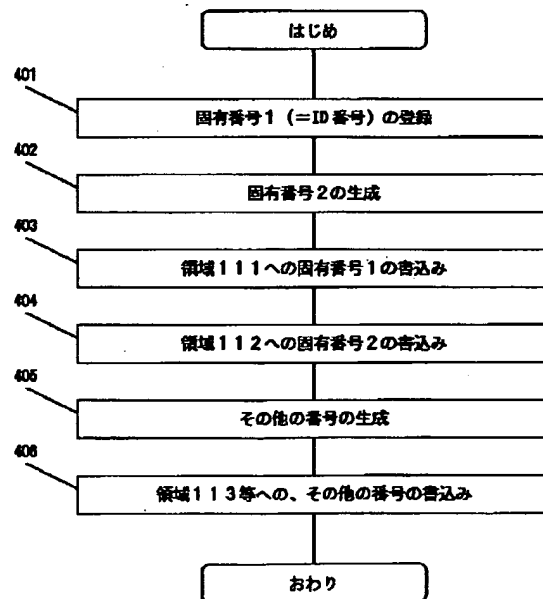 はじめ
401
固有番号1(=ID番号)の登録
402
固有番号2の生成
403
領域111への固有番号1の書込み
404
領域112への固有番号2の書込み
405
その他の番号の生成
406
領域113等への、その他の番号の書込み
おわり